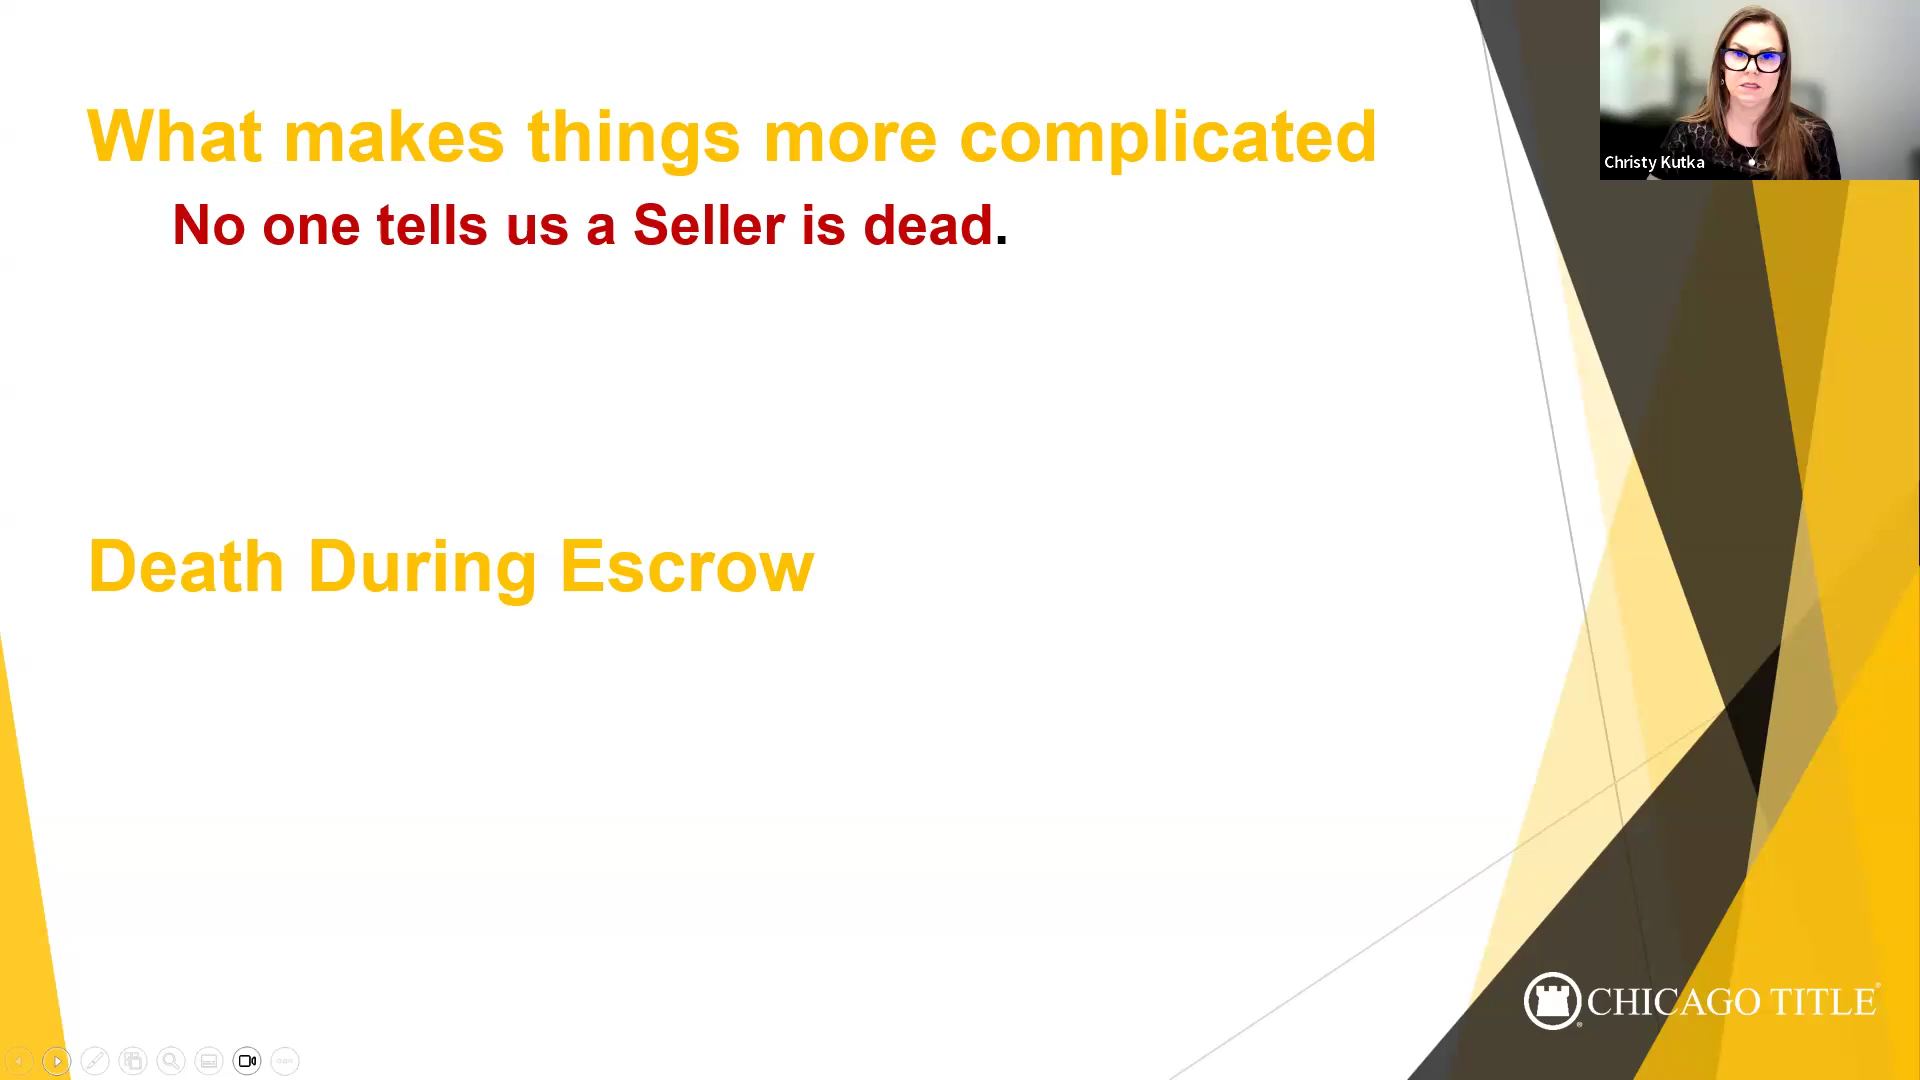 What makes things more complicated
No one tells us a Seller is dead.
Death During Escrow
Christy Kutka
CHICAGO TITLE